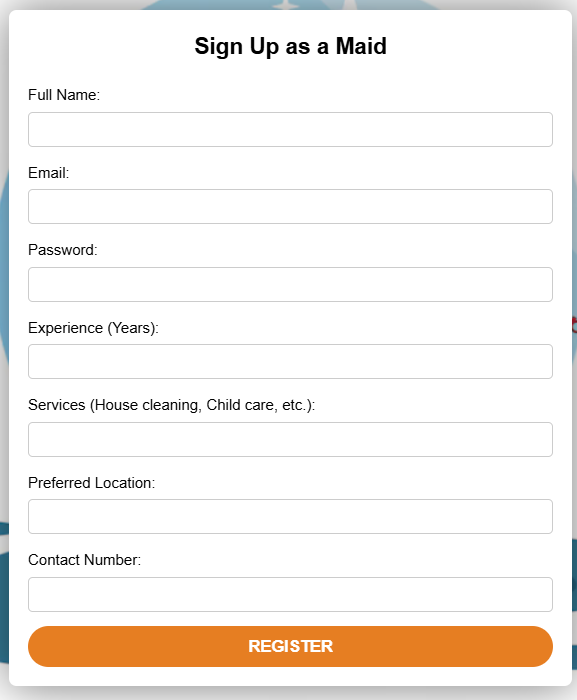 Sign Up as a Maid
Full Name:
Email:
Password:
Experience (Years):
Services (House cleaning, Child care, etc.):
Preferred Location:
Contact Number:
REGISTER